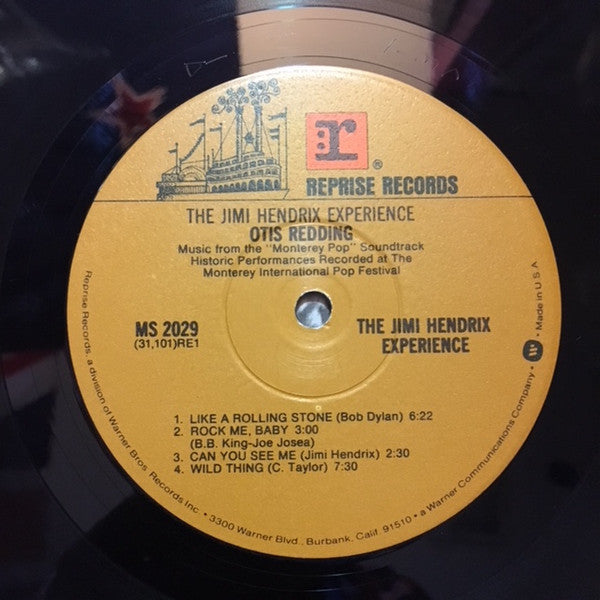 r
®
REPRISE RECORDS
THE JIMI HENDRIX EXPERIENCE
OTIS REDDING
Music from the "Monterey Pop" Soundtrack
Historic Performances Recorded at The
Monterey International Pop Festival
MS 2029
(31,101)RE1
THE JIMI HENDRIX
EXPERIENCE
1. LIKE A ROLLING STONE (Bob Dylan) 6:22
2. ROCK ME, BABY 3:00
(B.B. King-Joe Josea)
3. CAN YOU SEE ME (Jimi Hendrix) 2:30
4. WILD THING (C. Taylor) 7:30
Reprise Records, a division of Warner Bros. Records Inc. • 3300 Warner Blvd., Burbank, Calif. 91510 • a Warner Communications Company • W • Made in U.S.A.